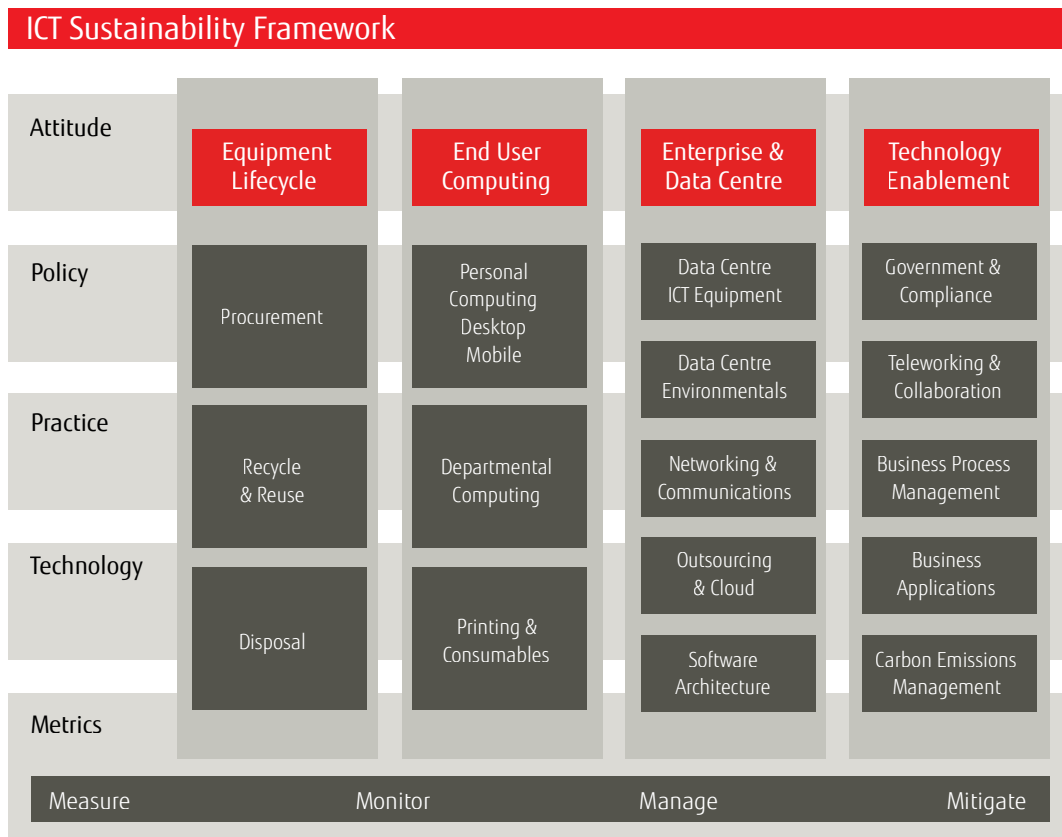 ICT Sustainability Framework
Attitude
Equipment
Lifecycle
End User
Computing
Enterprise &
Data Centre
Technology
Enablement
Policy
Procurement
Personal
Computing
Desktop
Mobile
Data Centre
ICT Equipment
Government &
Compliance
Data Centre
Environmentals
Teleworking &
Collaboration
Practice
Recycle
& Reuse
Departmental
Computing
Networking &
Communications
Business Process
Management
Technology
Disposal
Printing &
Consumables
Outsourcing
& Cloud
Business
Applications
Software
Architecture
Carbon Emissions
Management
Metrics
Measure
Monitor
Manage
Mitigate